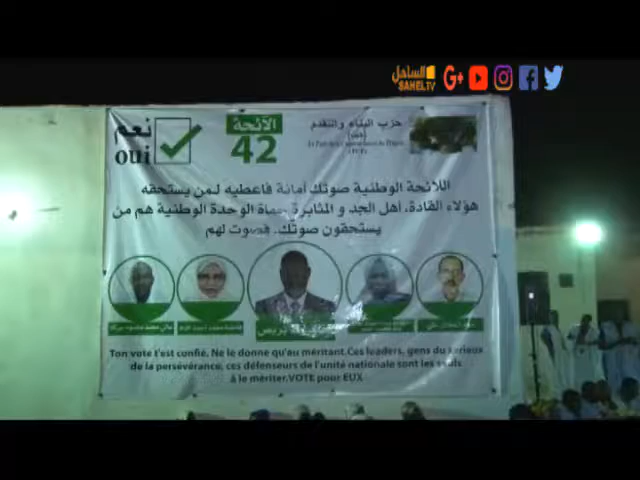 الساحل
SAHELTV
G+
نعم
oui
الآئحة
42
حزب البناء والتقدم
اللائحة الوطنية صوتك أمانة فاعطيه لـمن يستحقه
هؤلاء القادة، أهل الجد و المثابرة حماة الوحدة الوطنية هم من
يستحقون صوتك. فصوت لهم
Ton vote t'est confié, Ne le donne qu'au méritant.Ces leaders, gens du serieux
de la persévérance, ces défenseurs de l'unité nationale sont les seuls
à le mériter.VOTE pour EUX